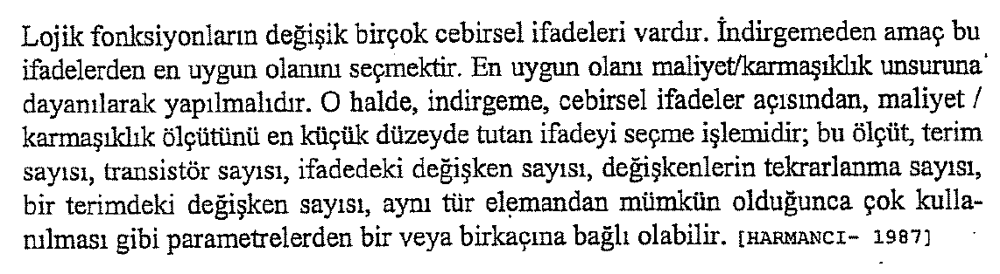 Lojik fonksiyonların değişik birçok cebirsel ifadeleri vardır. İndirgemeden amaç bu
ifadelerden en uygun olanını seçmektir. En uygun olanı maliyet/karmaşıklık unsuruna
dayanılarak yapılmalıdır. O halde, indirgeme, cebirsel ifadeler açısından, maliyet /
karmaşıklık ölçütünü en küçük düzeyde tutan ifadeyi seçme işlemidir; bu ölçüt, terim
sayısı, transistör sayısı, ifadedeki değişken sayısı, değişkenlerin tekrarlanma sayısı,
bir terimdeki değişken sayısı, aynı tür elemandan mümkün olduğunca çok kulla-
nılması gibi parametrelerden bir veya birkaçına bağlı olabilir. [HARMANCI- 1987]